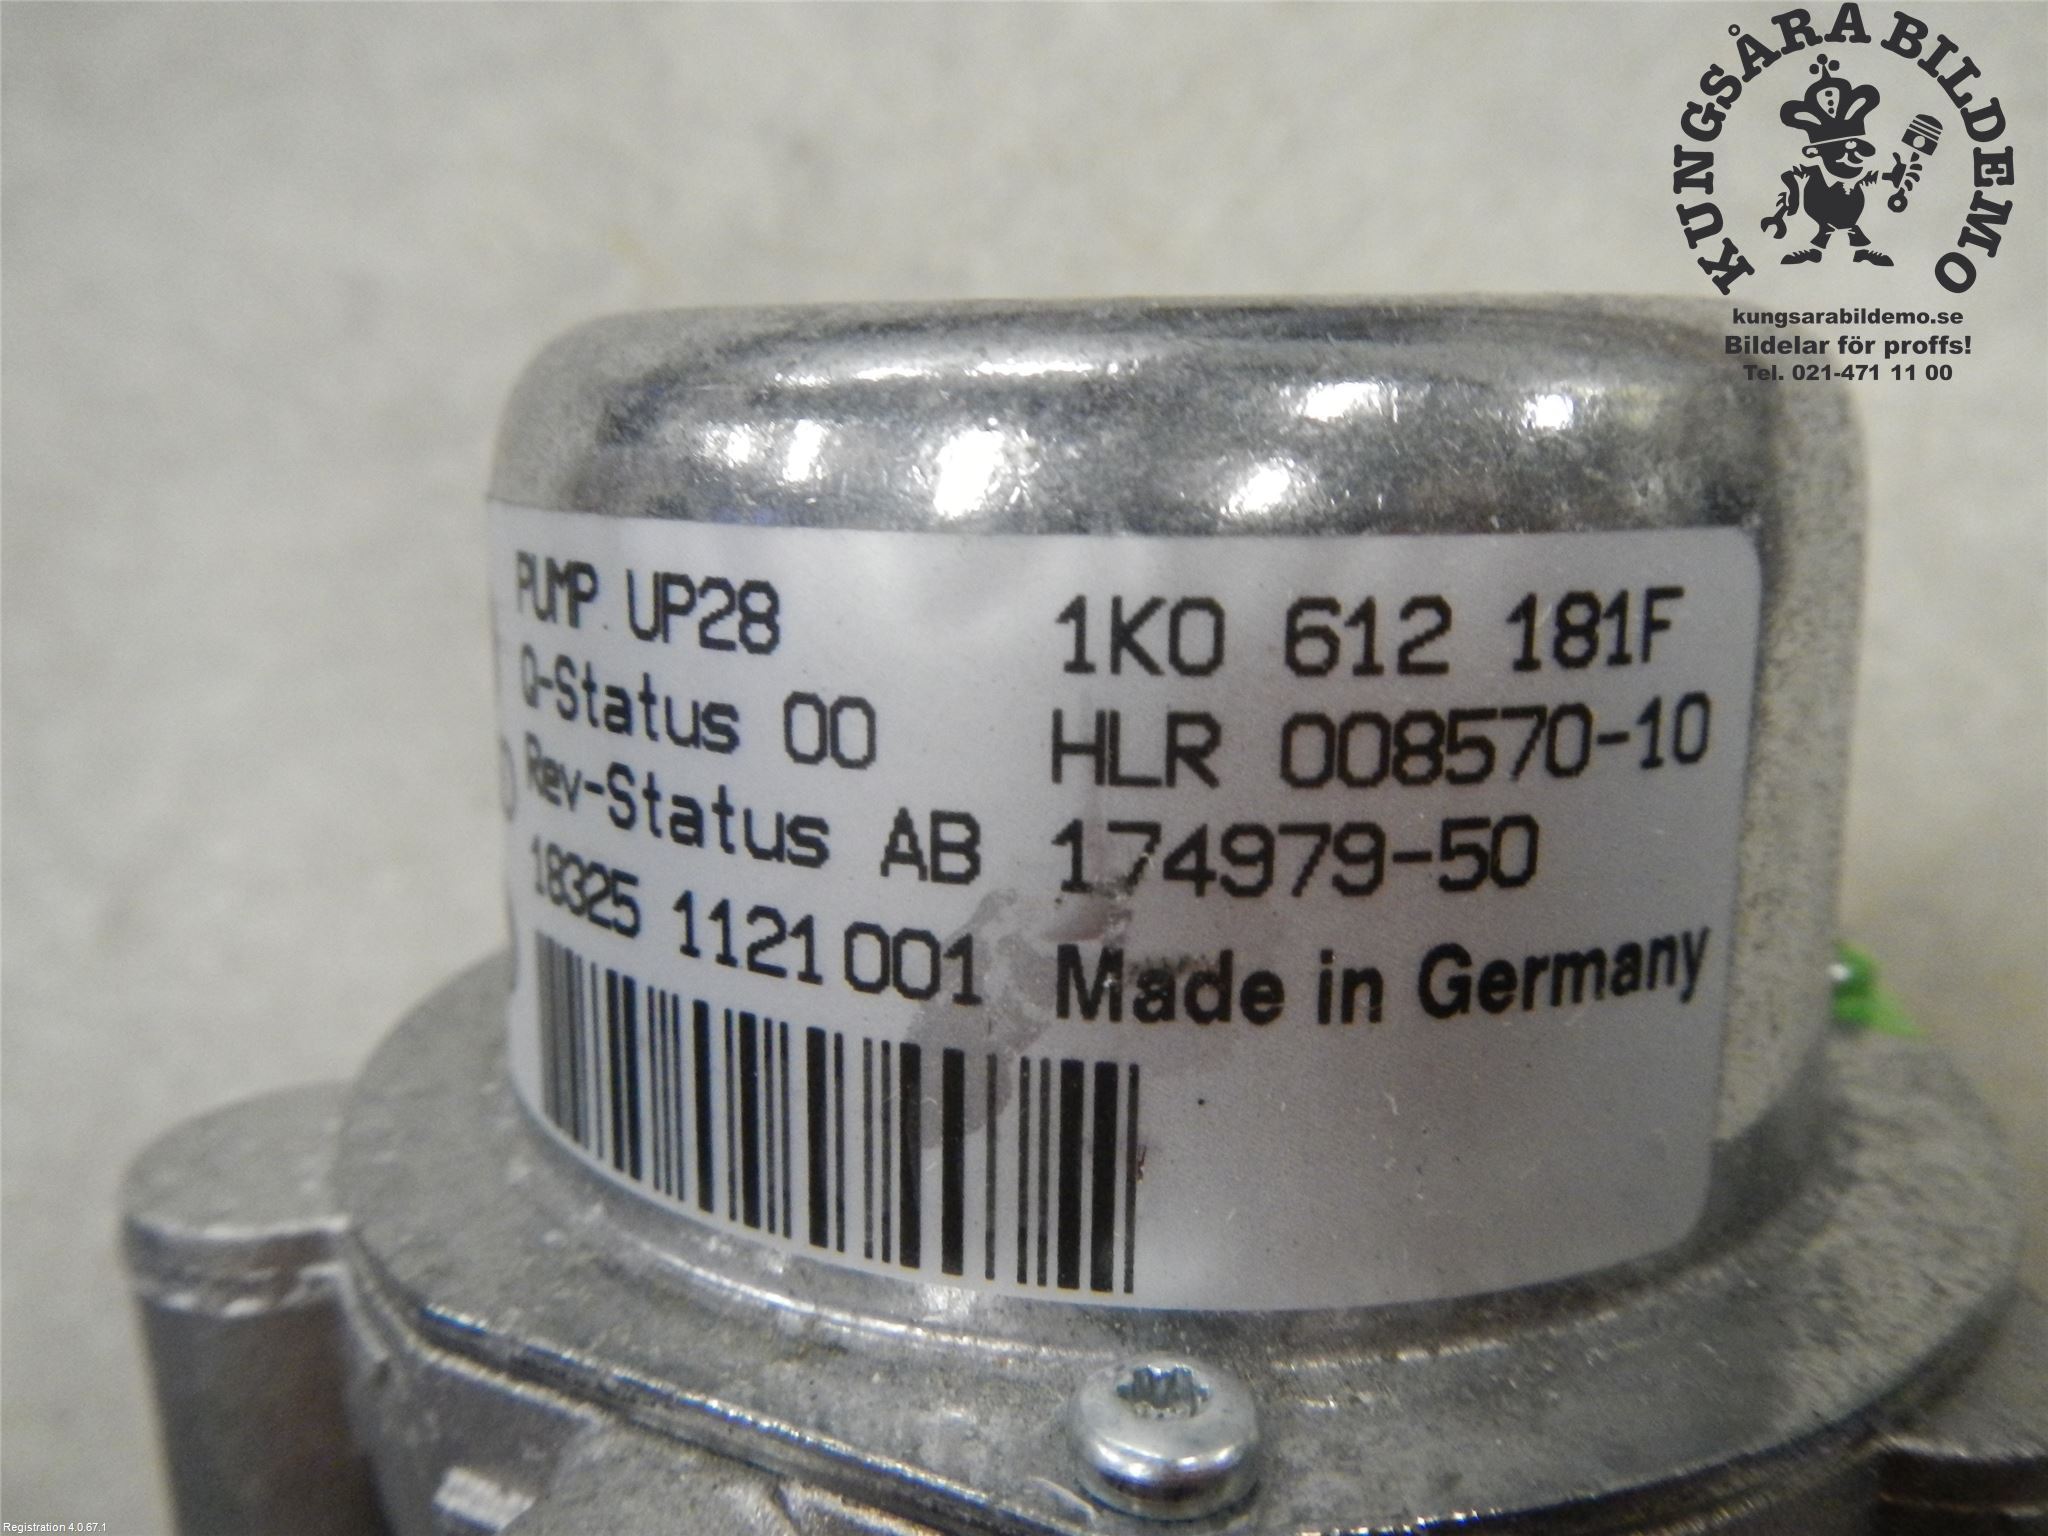 KUNGSÅRA BILDEMO
kungsarabildemo.se
Bildelar för proffs!
Tel. 021-471 11 00
PUMP UP28
Q-Status 00
Rev-Status AB
18325 1121001
1K0 612 181F
HLR 008570-10
174979-50
Made in Germany
Registration 4.0.67.1